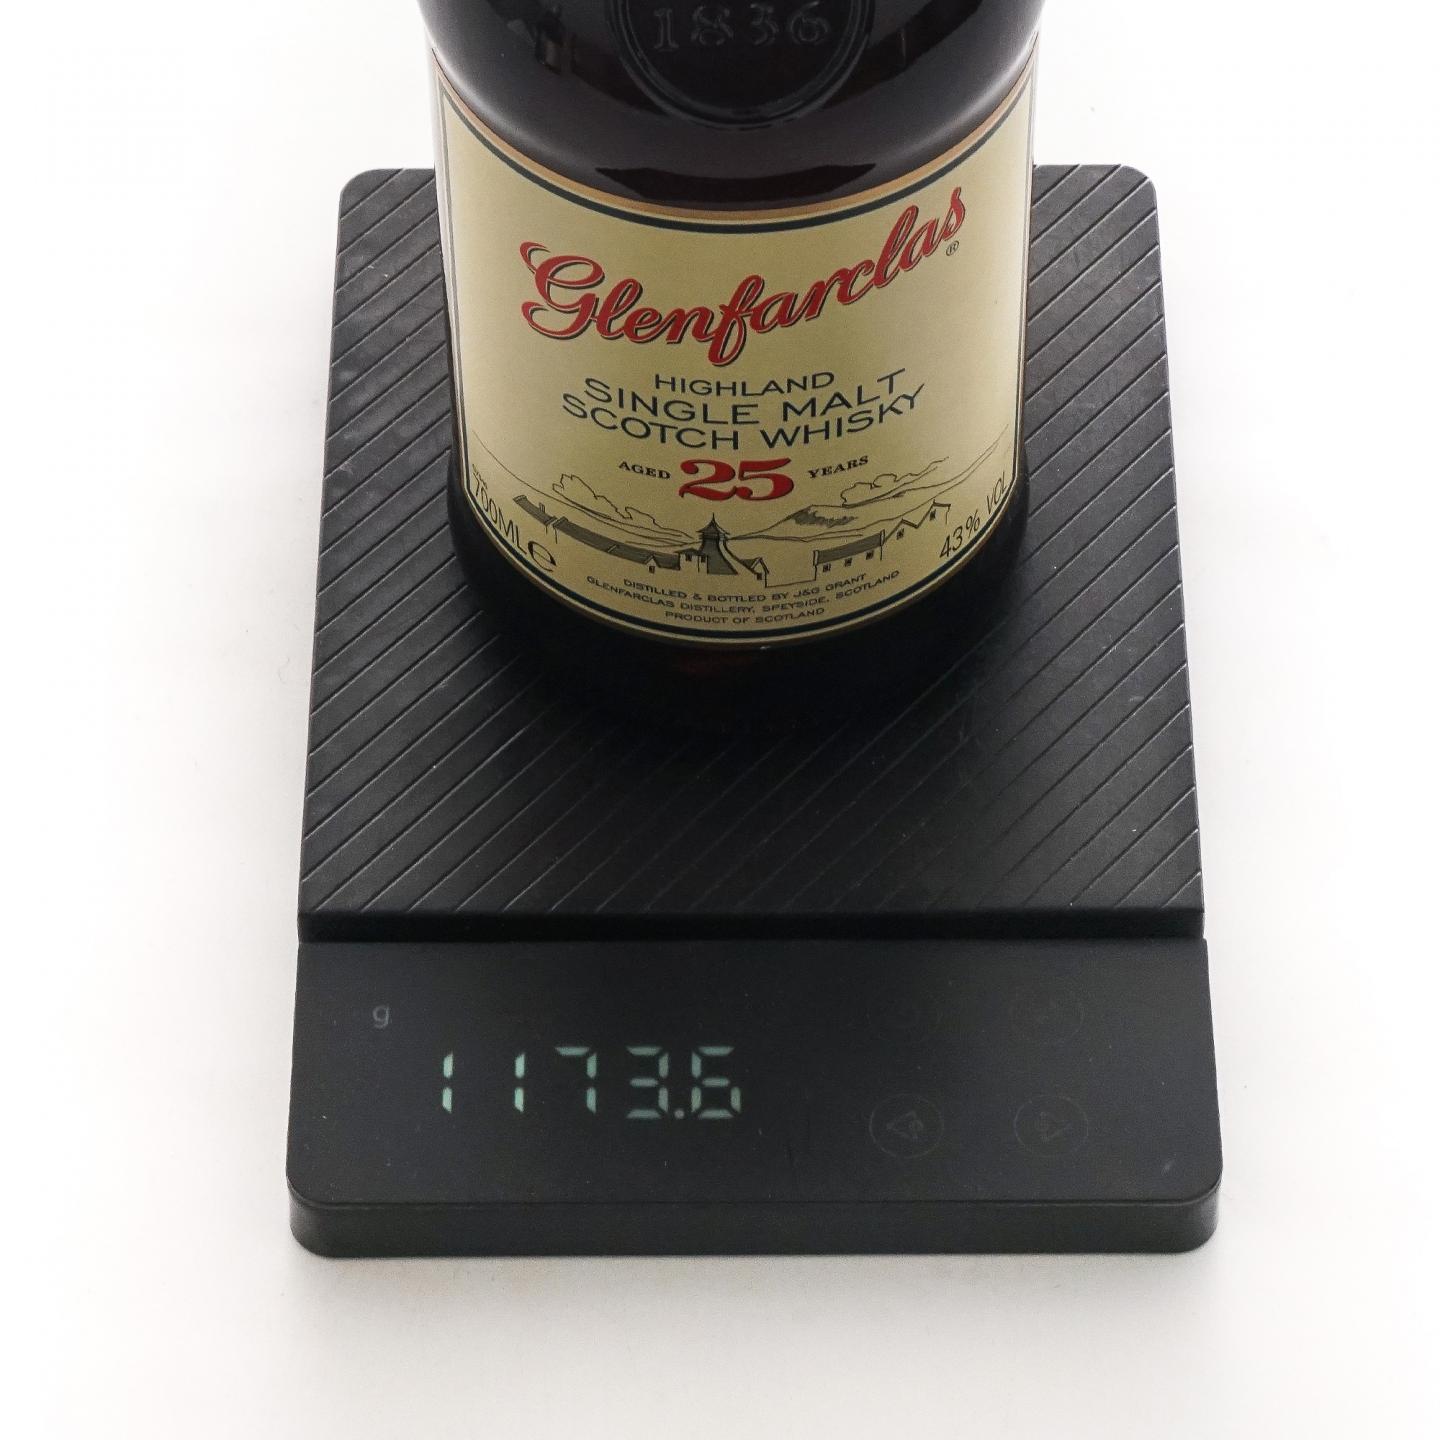 1836
Glenfarclas®
HIGHLAND
SINGLE MALT
SCOTCH WHISKY
AGED 25 YEARS
700MLe
43% VOL
DISTILLED & BOTTLED BY J&G GRANT
GLENFARCLAS DISTILLERY, SPEYSIDE, SCOTLAND
PRODUCT OF SCOTLAND
g
1173.6